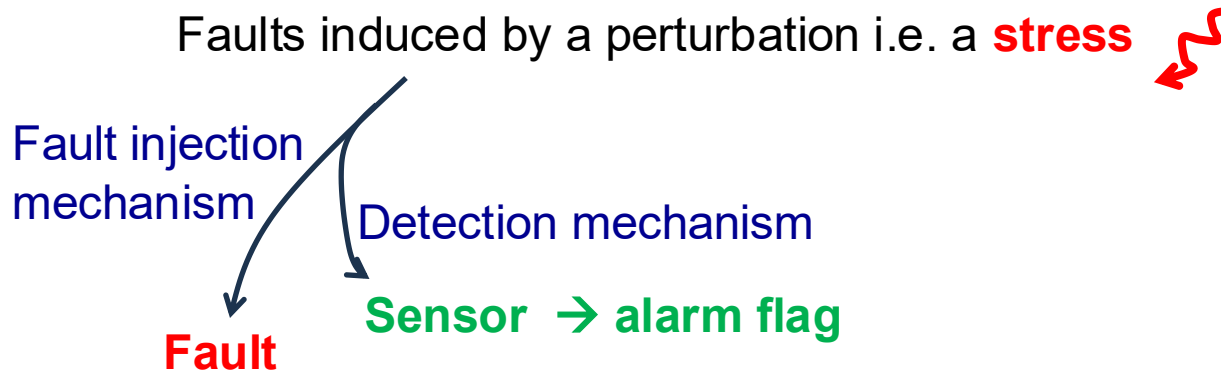 Faults induced by a perturbation i.e. a stress
Fault injection
mechanism
Detection mechanism
Sensor → alarm flag
Fault